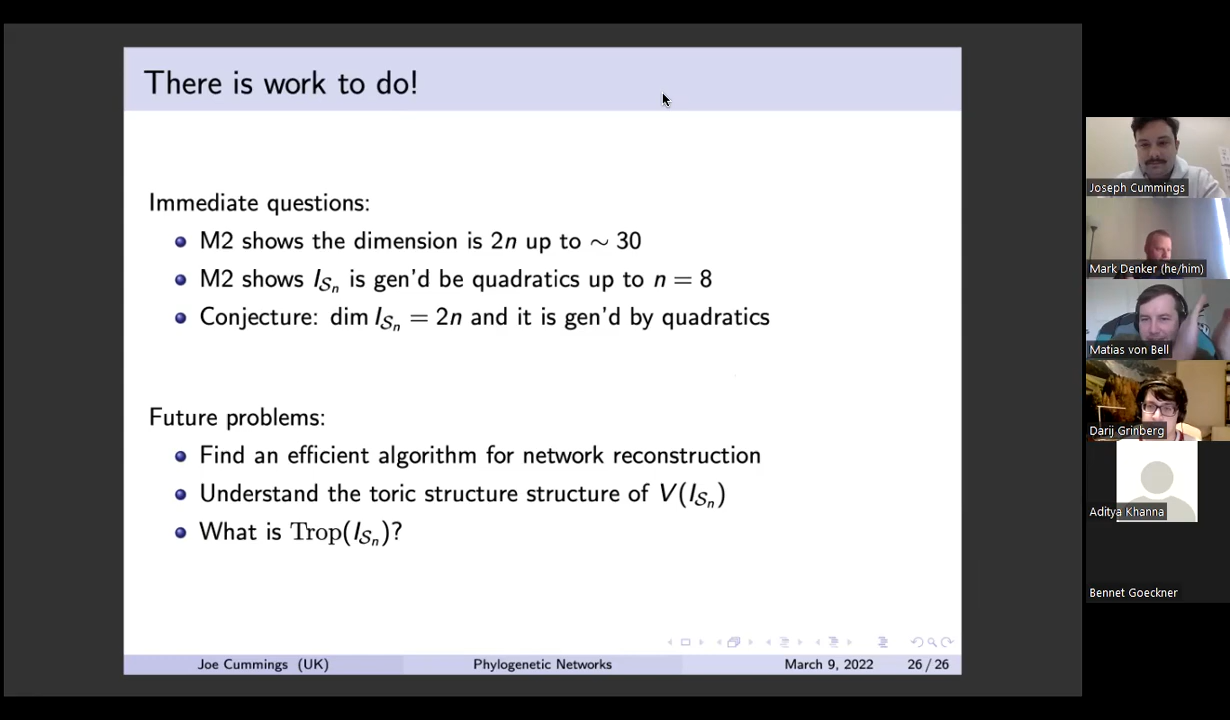 There is work to do!
Immediate questions:
M2 shows the dimension is 2n up to ∼ 30
M2 shows I_{S_n} is gen'd be quadratics up to n = 8
Conjecture: dim I_{S_n} = 2n and it is gen'd by quadratics
Future problems:
Find an efficient algorithm for network reconstruction
Understand the toric structure structure of V(I_{S_n})
What is Trop(I_{S_n})?
Joe Cummings (UK) Phylogenetic Networks March 9, 2022 26 / 26
Joseph Cummings
Mark Denker (he/him)
Matias von Bell
Darij Grinberg
Aditya Khanna
Bennet Goeckner